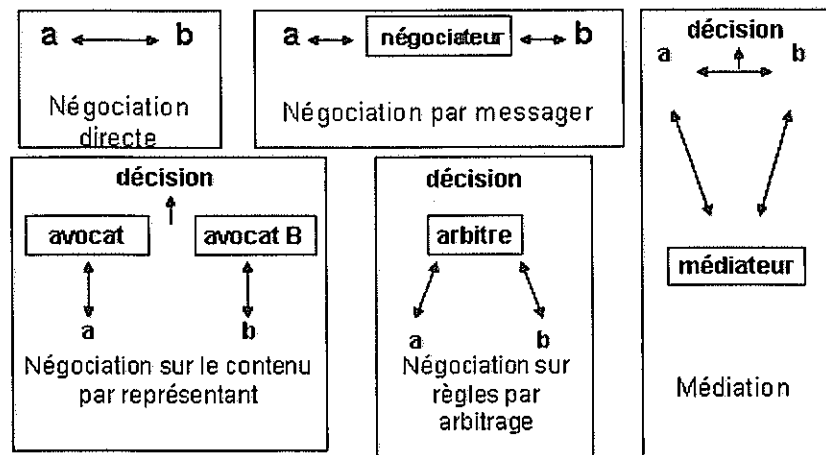 a b
Négociation
directe
a négociateur b
Négociation par messager
décision
a b
médiateur
Médiation
décision
avocat avocat B
a b
Négociation sur le contenu
par représentant
décision
arbitre
a b
Négociation sur
règles par
arbitrage